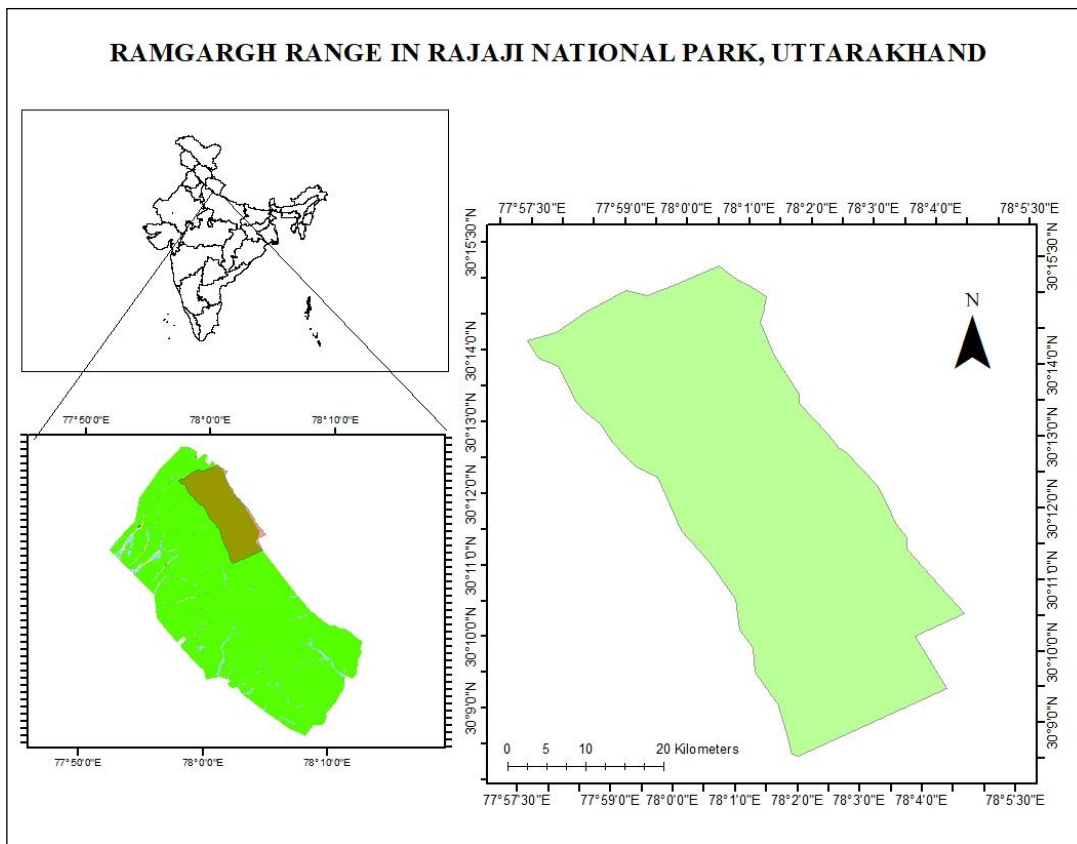 RAMGARGH RANGE IN RAJAJI NATIONAL PARK, UTTARAKHAND
77°50'0"E 78°0'0"E 78°10'0"E
77°50'0"E 78°0'0"E 78°10'0"E
77°57'30"E 77°59'0"E 78°0'0"E 78°1'0"E 78°2'0"E 78°3'0"E 78°4'0"E 78°5'30"E
30°15'30"N
30°14'0"N
30°13'0"N
30°12'0"N
30°11'0"N
30°10'0"N
30°9'0"N
30°15'30"N
30°14'0"N
30°13'0"N
30°12'0"N
30°11'0"N
30°10'0"N
30°9'0"N
N
0 5 10 20 Kilometers
77°57'30"E 77°59'0"E 78°0'0"E 78°1'0"E 78°2'0"E 78°3'0"E 78°4'0"E 78°5'30"E